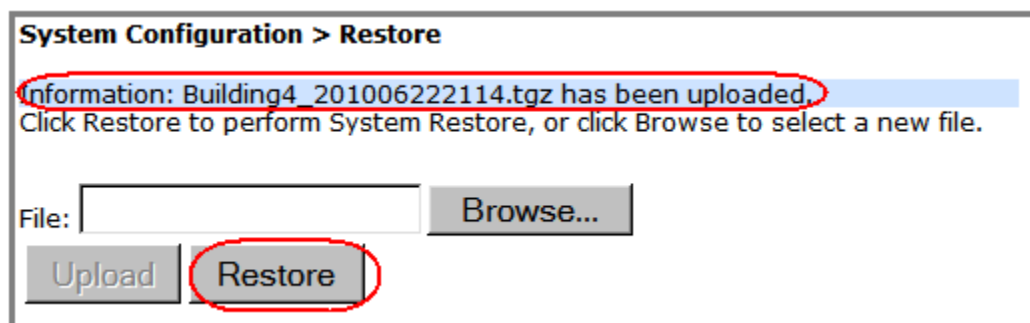 System Configuration > Restore
Information: Building4_201006222114.tgz has been uploaded.
Click Restore to perform System Restore, or click Browse to select a new file.
File: Browse...
Upload Restore